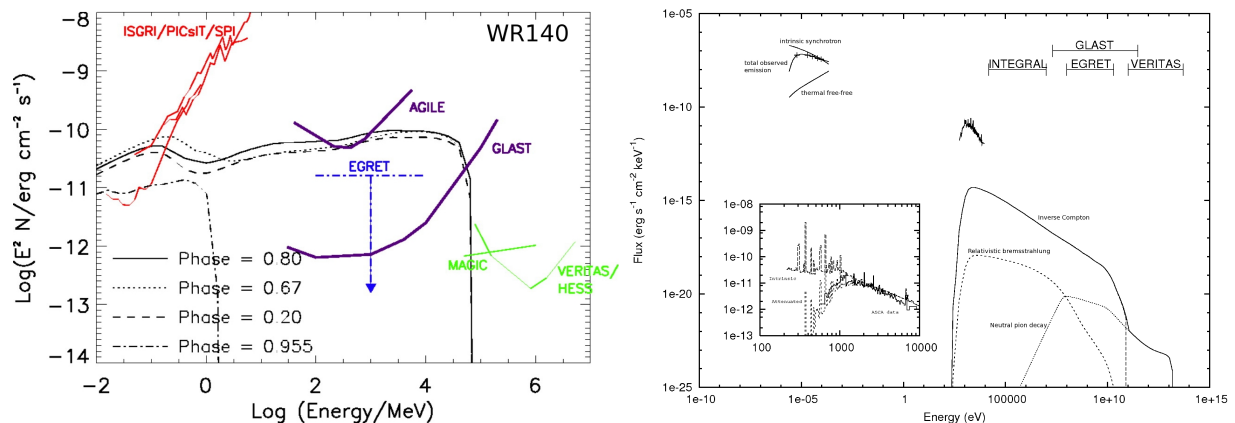 ISGRI/PICsIT/SPI
WR140
AGILE
GLAST
EGRET
MAGIC
VERITAS/
HESS
Phase = 0.80
Phase = 0.67
Phase = 0.20
Phase = 0.955
Log(E² N/erg cm⁻² s⁻¹)
-8
-9
-10
-11
-12
-13
-14
-2
0
2
4
6
Log (Energy/MeV)
1e-05
1e-10
1e-15
1e-20
1e-25
Flux (erg s⁻¹ cm⁻² keV⁻¹)
intrinsic synchrotron
total observed
emission
thermal free-free
GLAST
INTEGRAL
EGRET
VERITAS
Inverse Compton
Relativistic bremsstrahlung
Neutral pion decay
1e-08
1e-09
1e-10
1e-11
1e-12
1e-13
Intrinsic
Attenuated
ASCA data
100
1000
10000
1e-10
1e-05
1
100000
1e+10
1e+15
Energy (eV)